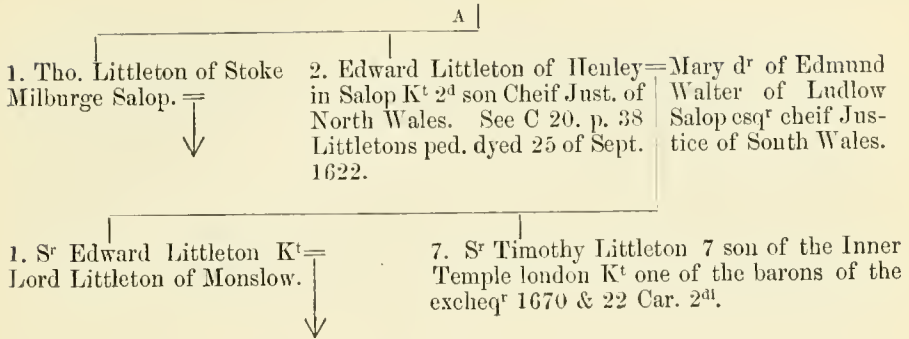 A
1. Tho. Littleton of Stoke
Milburge Salop. =
2. Edward Littleton of Henley=
in Salop Kᵗ 2ᵈ son Cheif Just. of
North Wales. See C 20. p. 38
Littletons ped. dyed 25 of Sept.
1622.
Mary dʳ of Edmund
Walter of Ludlow
Salop esqʳ cheif Jus-
tice of South Wales.
1. Sʳ Edward Littleton Kᵗ=
Lord Littleton of Monslow.
7. Sʳ Timothy Littleton 7 son of the Inner
Temple london Kᵗ one of the barons of the
excheqʳ 1670 & 22 Car. 2ᵈⁱ.